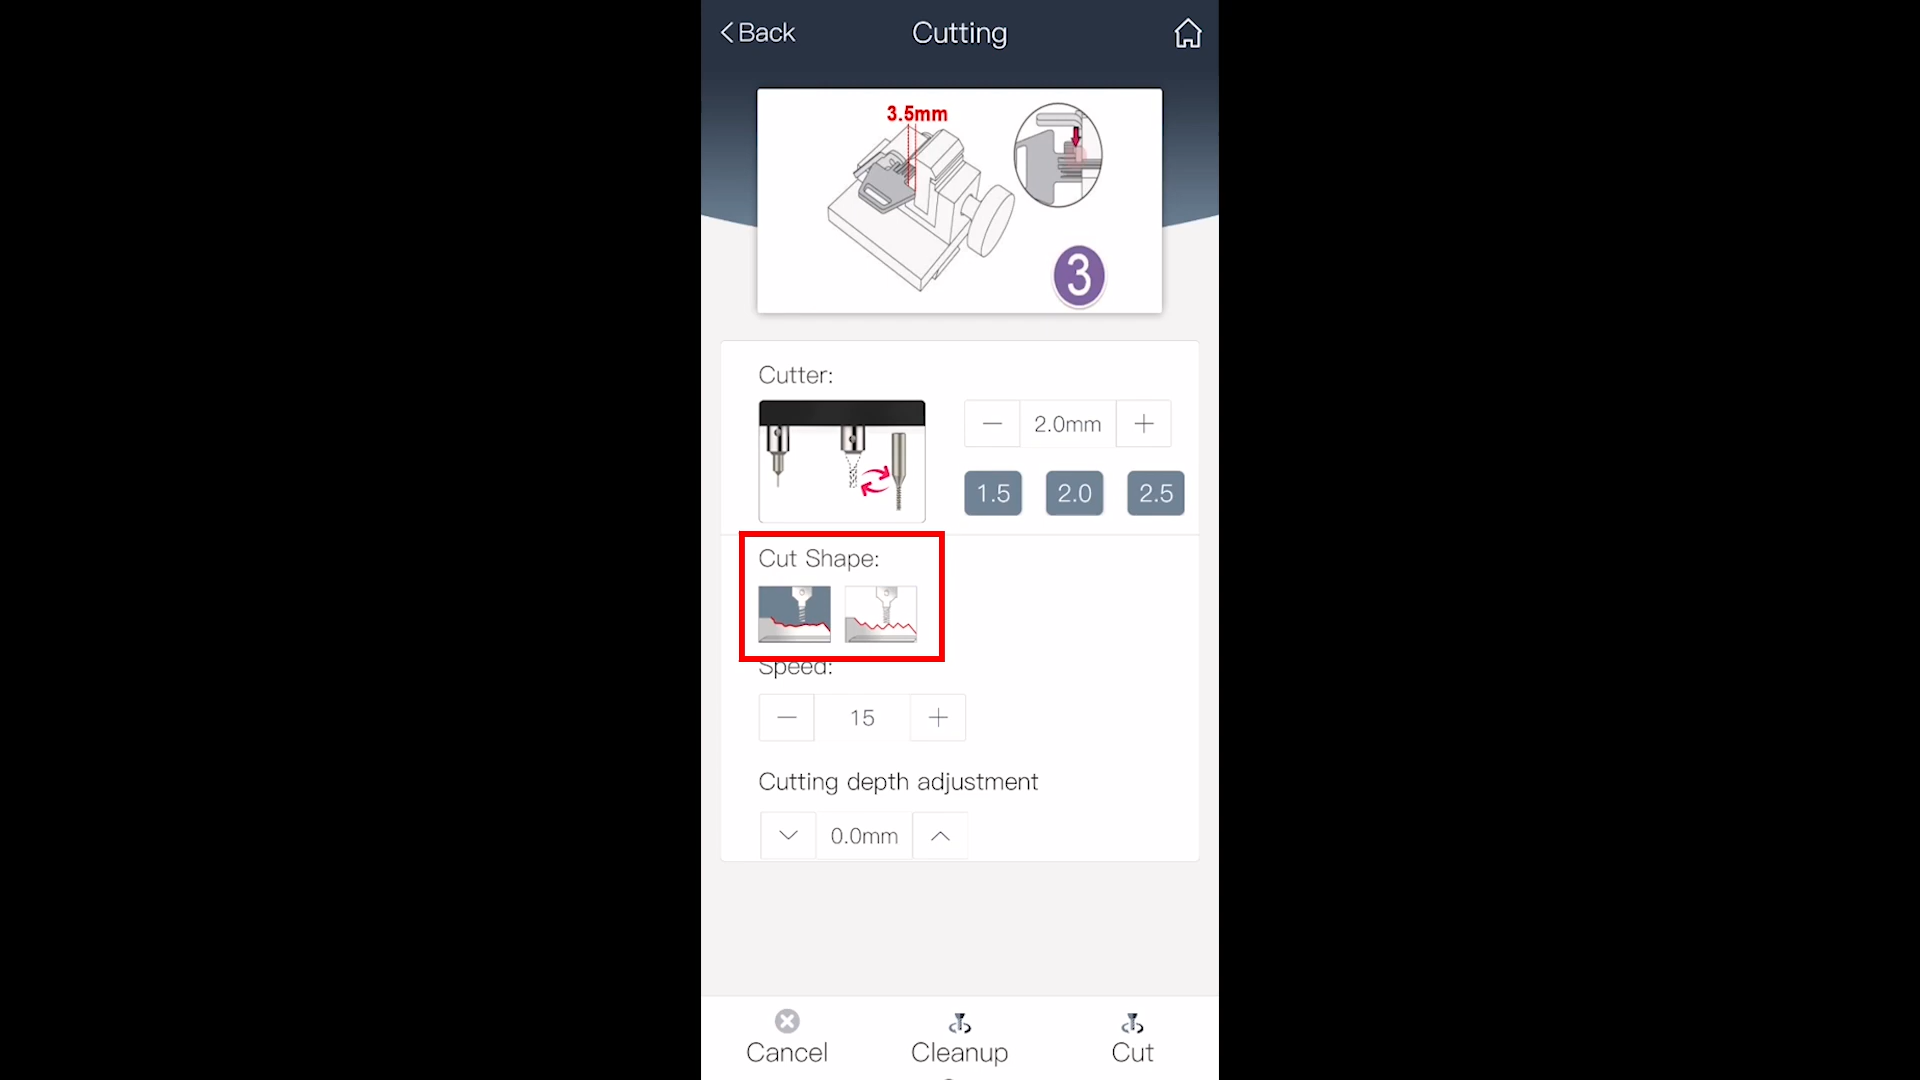 Back
Cutting
3.5mm
3
Cutter:
2.0mm
1.5 2.0 2.5
Cut Shape:
Speed:
15
Cutting depth adjustment
0.0mm
Cancel
Cleanup
Cut